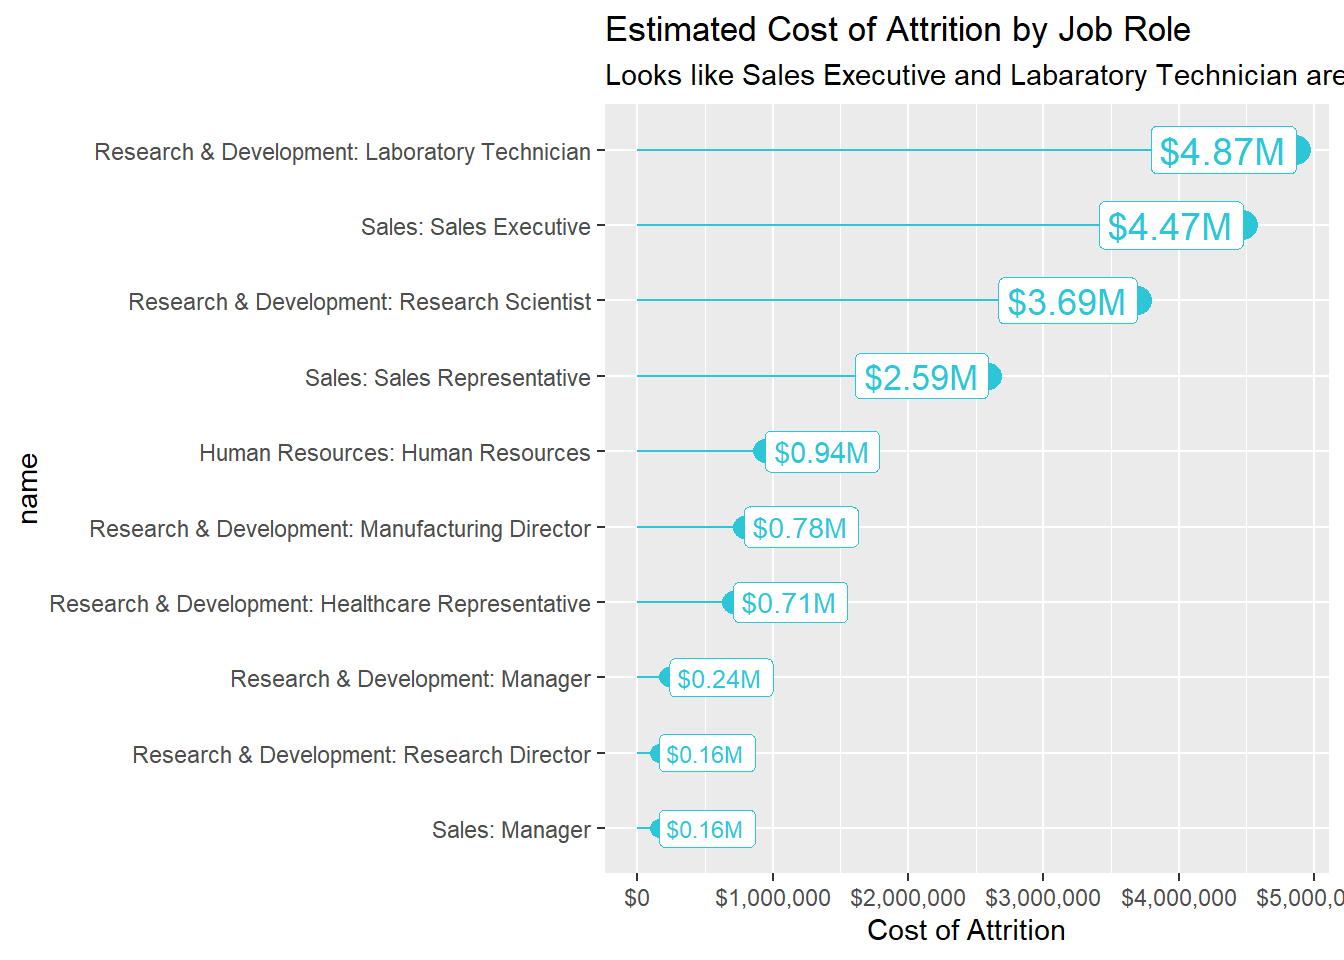 Estimated Cost of Attrition by Job Role
Looks like Sales Executive and Labaratory Technician are
Research & Development: Laboratory Technician
$4.87M
Sales: Sales Executive
$4.47M
Research & Development: Research Scientist
$3.69M
Sales: Sales Representative
$2.59M
Human Resources: Human Resources
$0.94M
Research & Development: Manufacturing Director
$0.78M
Research & Development: Healthcare Representative
$0.71M
Research & Development: Manager
$0.24M
Research & Development: Research Director
$0.16M
Sales: Manager
$0.16M
name
$0 $1,000,000 $2,000,000 $3,000,000 $4,000,000 $5,000,0
Cost of Attrition